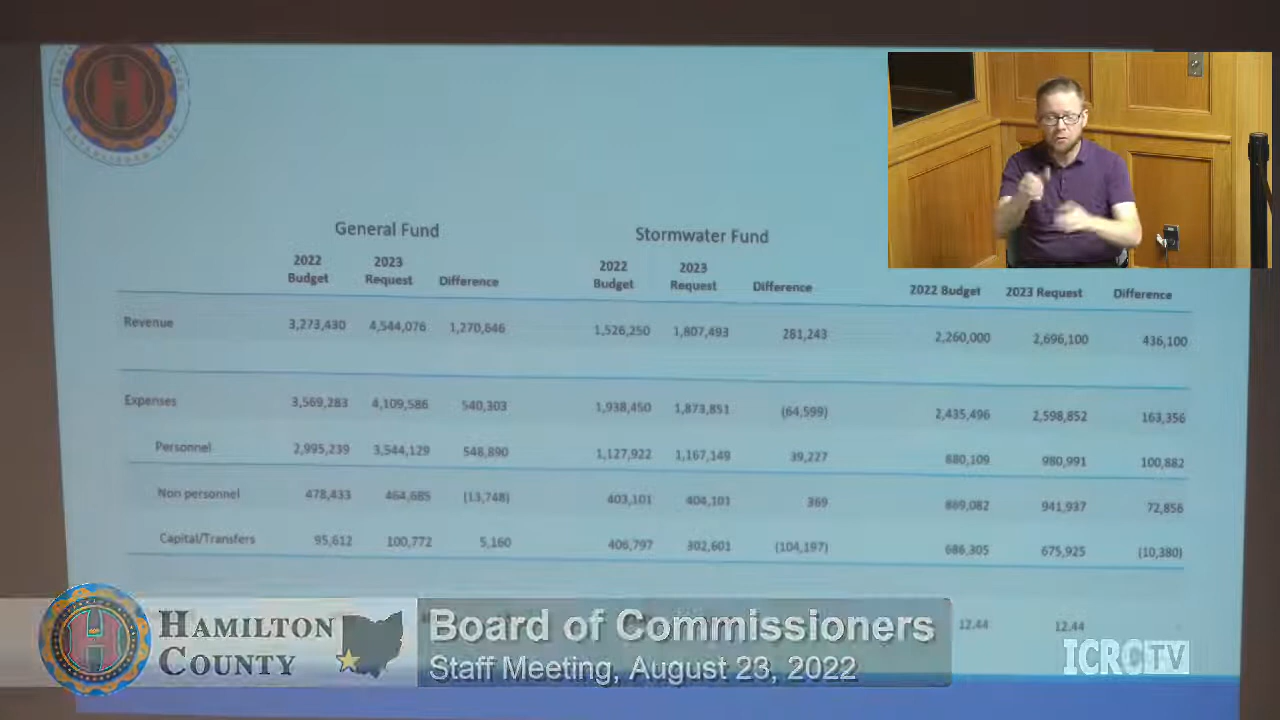 General Fund Stormwater Fund
2022 Budget 2023 Request Difference 2022 Budget 2023 Request Difference 2022 Budget 2023 Request Difference
Revenue 3,273,430 4,544,076 1,270,646 1,526,250 1,807,493 281,243 2,260,000 2,696,100 436,100
Expenses 3,569,283 4,109,586 540,303 1,938,450 1,873,851 (64,599) 2,435,496 2,598,852 163,356
Personnel 2,995,239 3,544,129 548,890 1,127,922 1,167,149 39,227 880,109 980,991 100,882
Non personnel 478,433 464,685 (13,748) 403,101 404,101 369 869,082 941,937 72,856
Capital/Transfers 95,612 100,772 5,160 406,797 302,601 (104,197) 686,305 675,925 (10,380)
12.44 12.44
HAMILTON COUNTY
Board of Commissioners
Staff Meeting, August 23, 2022
ICRCTV